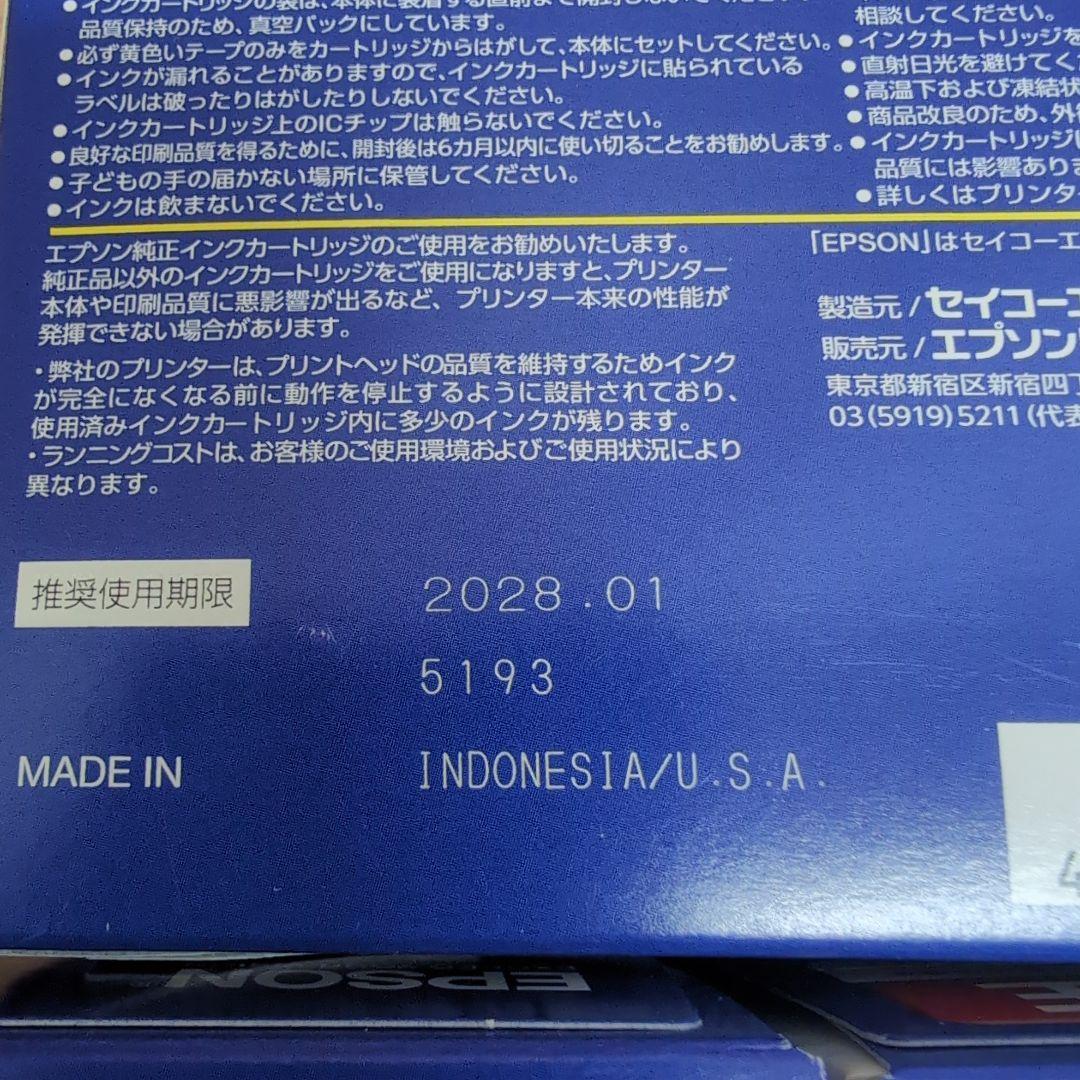 品質保持のため、真空パックにしています。
●必ず黄色いテープのみをカートリッジからはがして、本体にセットしてください。
●インクが漏れることがありますので、インクカートリッジに貼られている
ラベルは破ったりはがしたりしないでください。
●インクカートリッジ上のICチップは触らないでください。
●良好な印刷品質を得るために、開封後は6カ月以内に使い切ることをお勧めします。
●子どもの手の届かない場所に保管してください。
●インクは飲まないでください。
相談してください。
●インクカートリッジを
●直射日光を避けてく
●高温下および凍結状
●商品改良のため、外
●インクカートリッジ
品質には影響あり
●詳しくはプリンタ
エプソン純正インクカートリッジのご使用をお勧めいたします。
純正品以外のインクカートリッジをご使用になりますと、プリンター
本体や印刷品質に悪影響が出るなど、プリンター本来の性能が
発揮できない場合があります。
・弊社のプリンターは、プリントヘッドの品質を維持するためインク
が完全になくなる前に動作を停止するように設計されており、
使用済みインクカートリッジ内に多少のインクが残ります。
・ランニングコストは、お客様のご使用環境およびご使用状況により
異なります。
「EPSON」はセイコーエ
製造元/セイコーエ
販売元/エプソン
東京都新宿区新宿四丁
03(5919)5211(代表
推奨使用期限 2028.01
5193
MADE IN INDONESIA/U.S.A.
EPSON